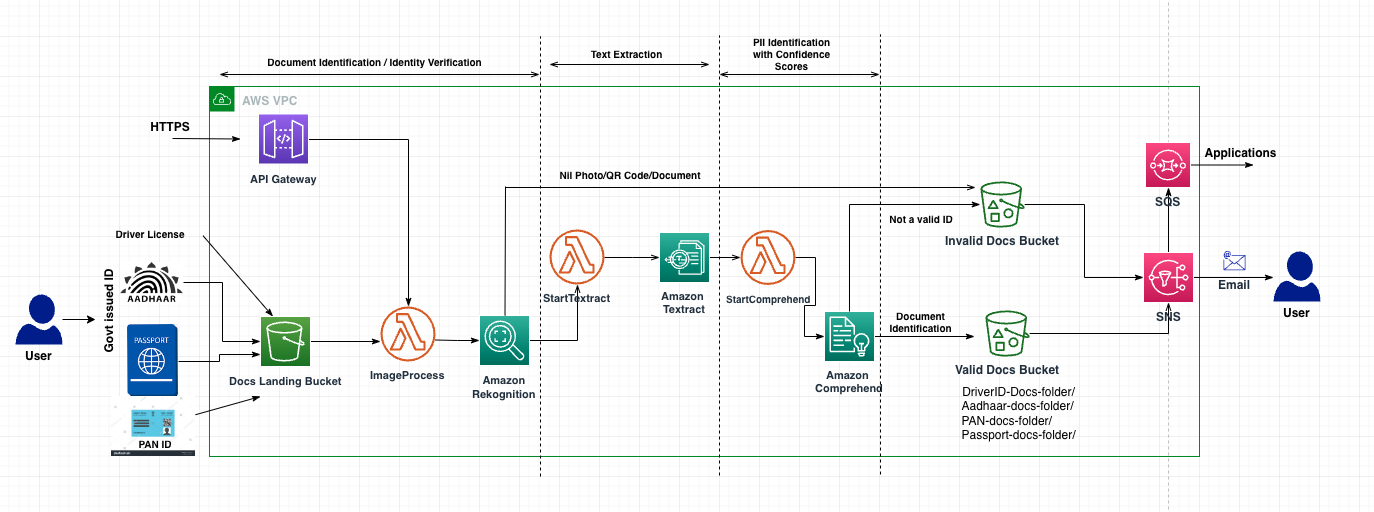 Document Identification / Identity Verification
Text Extraction
PII Identification
with Confidence
Scores
AWS VPC
HTTPS
API Gateway
Applications
SQS
Nil Photo/QR Code/Document
Not a valid ID
Invalid Docs Bucket
Driver License
Govt issued ID
AADHAAR
User
PASSPORT
PAN ID
Docs Landing Bucket
ImageProcess
Amazon
Rekognition
StartTextract
Amazon
Textract
StartComprehend
Amazon
Comprehend
Document
Identification
Valid Docs Bucket
DriverID-Docs-folder/
Aadhaar-docs-folder/
PAN-docs-folder/
Passport-docs-folder/
SNS
@
Email
User